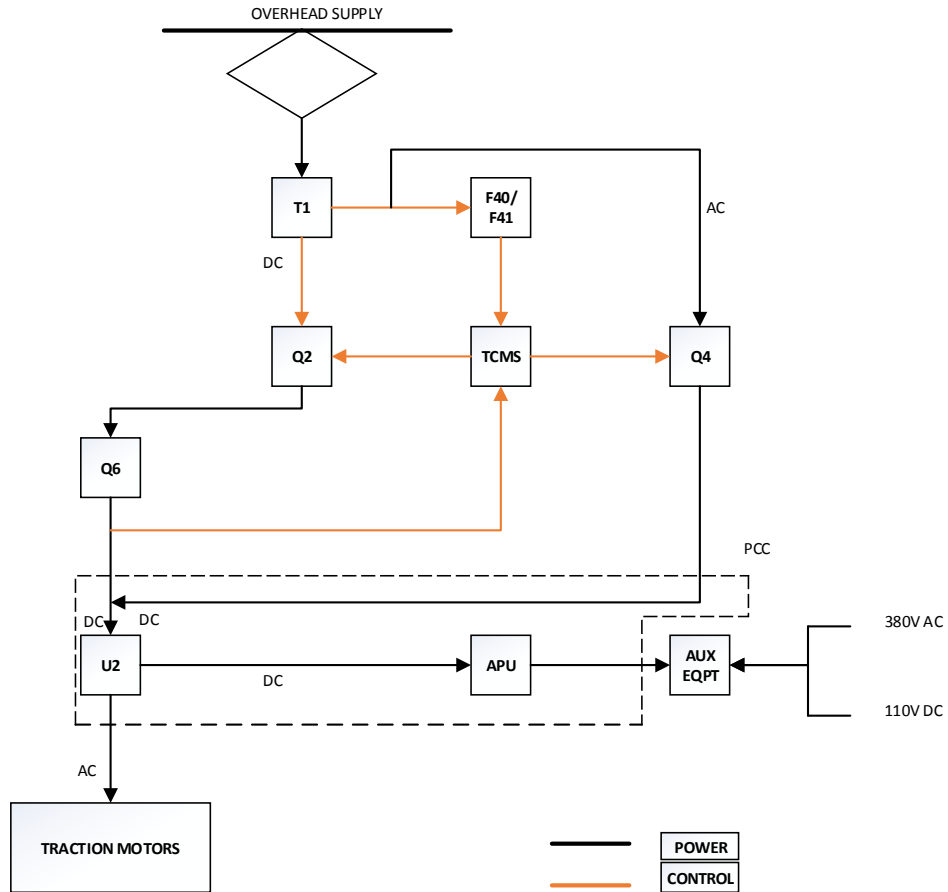 OVERHEAD SUPPLY
T1
F40/
F41
AC
DC
Q2
TCMS
Q4
Q6
PCC
DC
DC
380V AC
U2
APU
AUX
EQPT
DC
110V DC
AC
TRACTION MOTORS
POWER
CONTROL